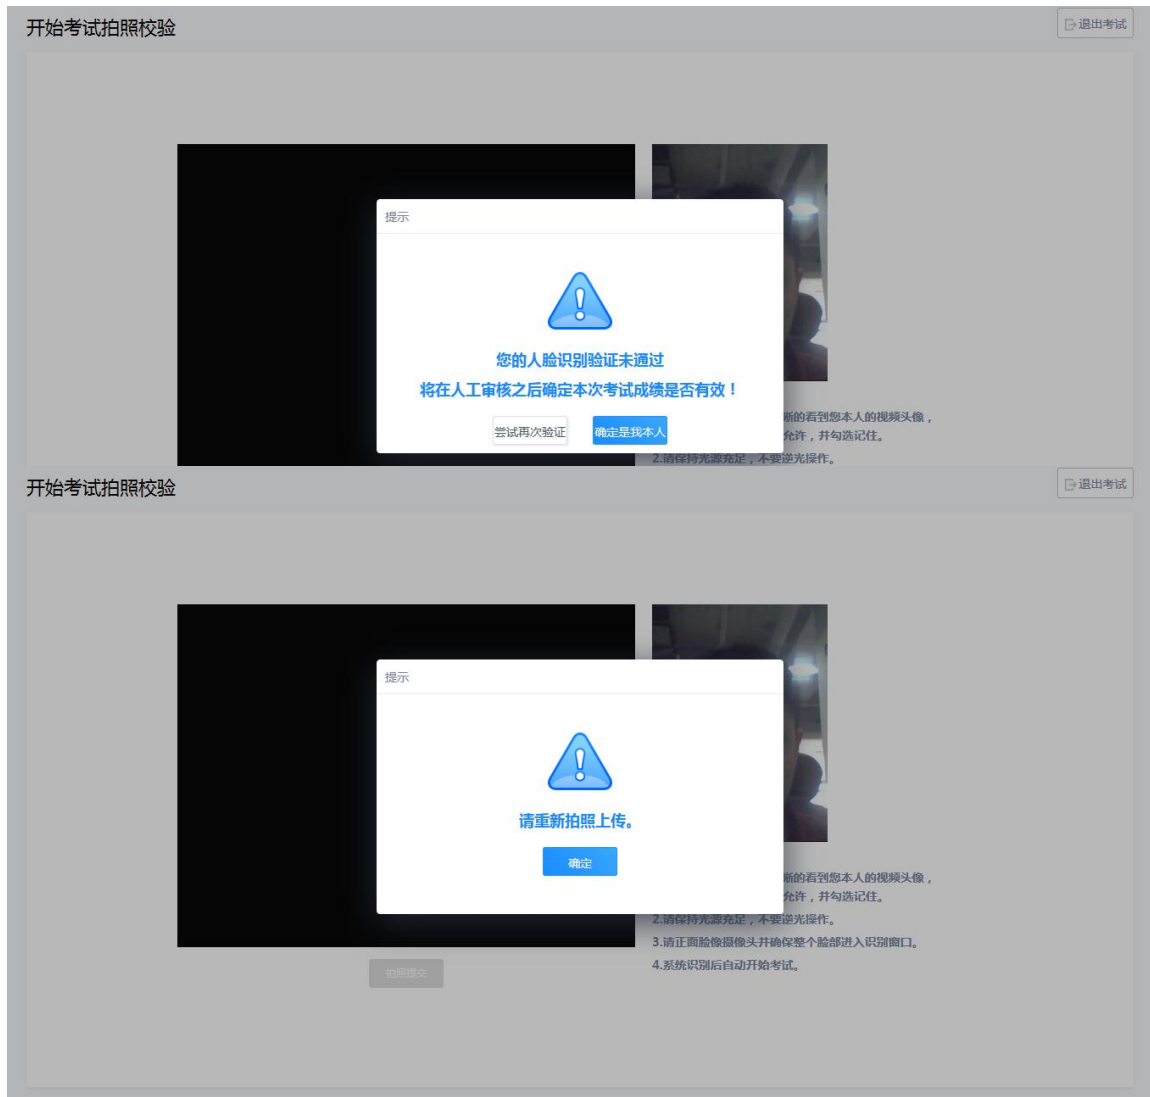 开始考试拍照校验
退出考试
提示
您的人脸识别验证未通过
将在人工审核之后确定本次考试成绩是否有效！
尝试再次验证 确定是我本人
晰的看到您本人的视频头像，
允许，并勾选记住。
2.请保持光源充足，不要逆光操作。
开始考试拍照校验
退出考试
提示
请重新拍照上传。
确定
晰的看到您本人的视频头像，
允许，并勾选记住。
2.请保持光源充足，不要逆光操作。
3.请正面脸像摄像头并确保整个脸部进入识别窗口。
4.系统识别后自动开始考试。
拍照提交